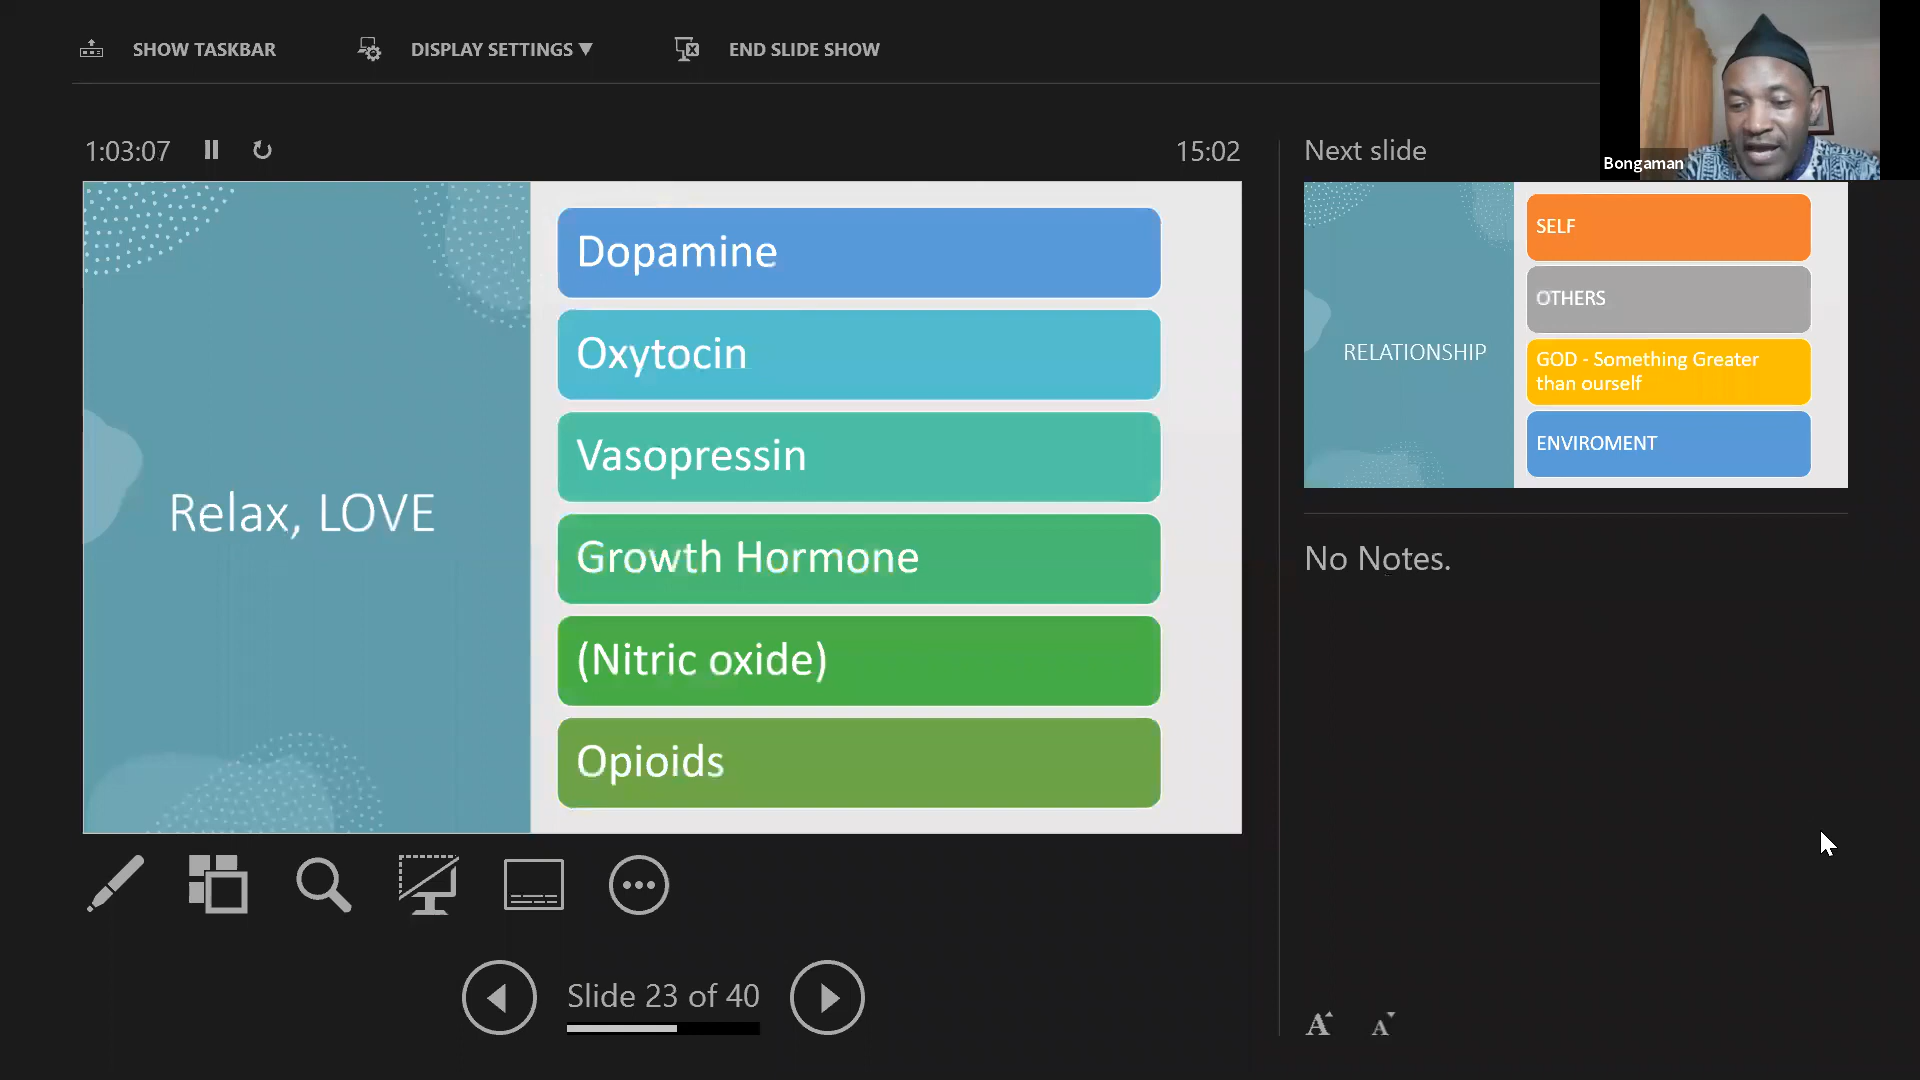 SHOW TASKBAR
DISPLAY SETTINGS ▼
END SLIDE SHOW
Bongaman
1:03:07
15:02
Next slide
Relax, LOVE
Dopamine
Oxytocin
Vasopressin
Growth Hormone
(Nitric oxide)
Opioids
RELATIONSHIP
SELF
OTHERS
GOD - Something Greater
than ourself
ENVIROMENT
No Notes.
Slide 23 of 40
A
A